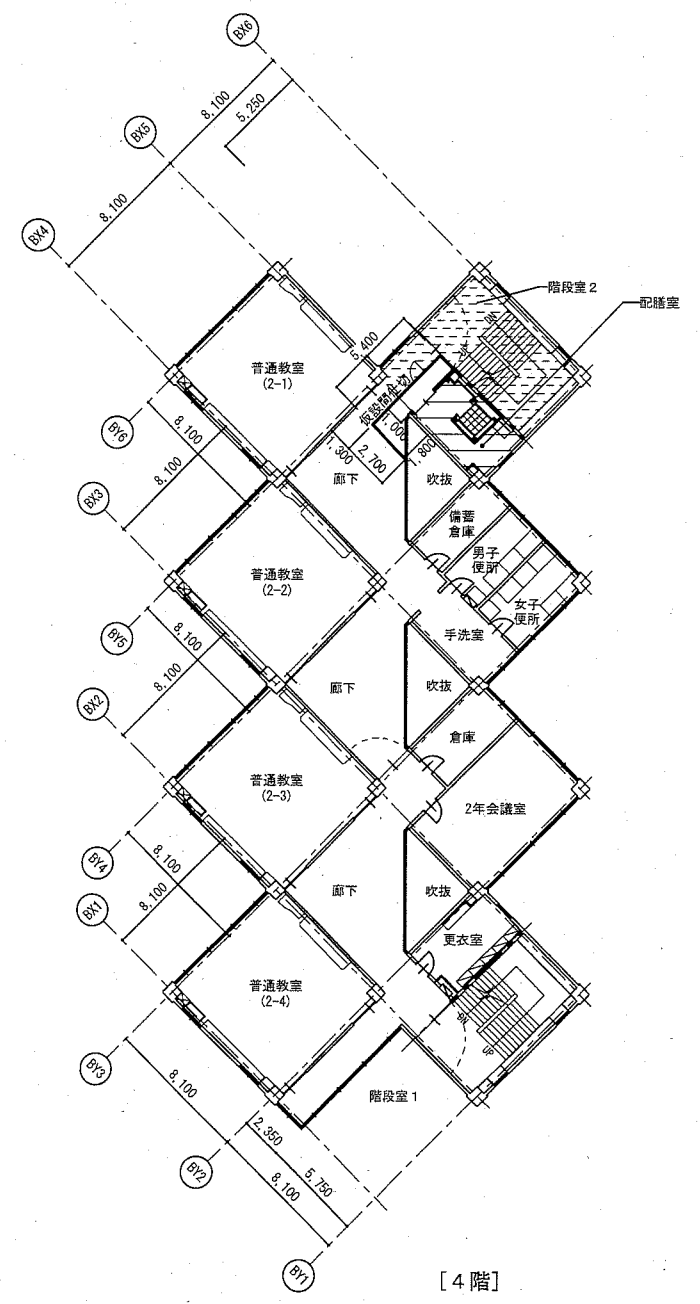 BX6
8,100
5,250
BX5
8,100
BX4
階段室2
配膳室
DN
5,400
普通教室
(2-1)
仮設間仕切
1,000
BY6
8,100
8,100
1,300
2,700
1,800
廊下
吹抜
BX3
備蓄
倉庫
男子
便所
普通教室
(2-2)
女子
便所
手洗室
BY5
8,100
8,100
廊下
吹抜
BX2
倉庫
普通教室
(2-3)
2年会議室
BY4
8,100
8,100
廊下
吹抜
BX1
更衣室
普通教室
(2-4)
DN
UP
BY3
8,100
階段室1
2,350
BY2
5,750
8,100
BY1
[4階]